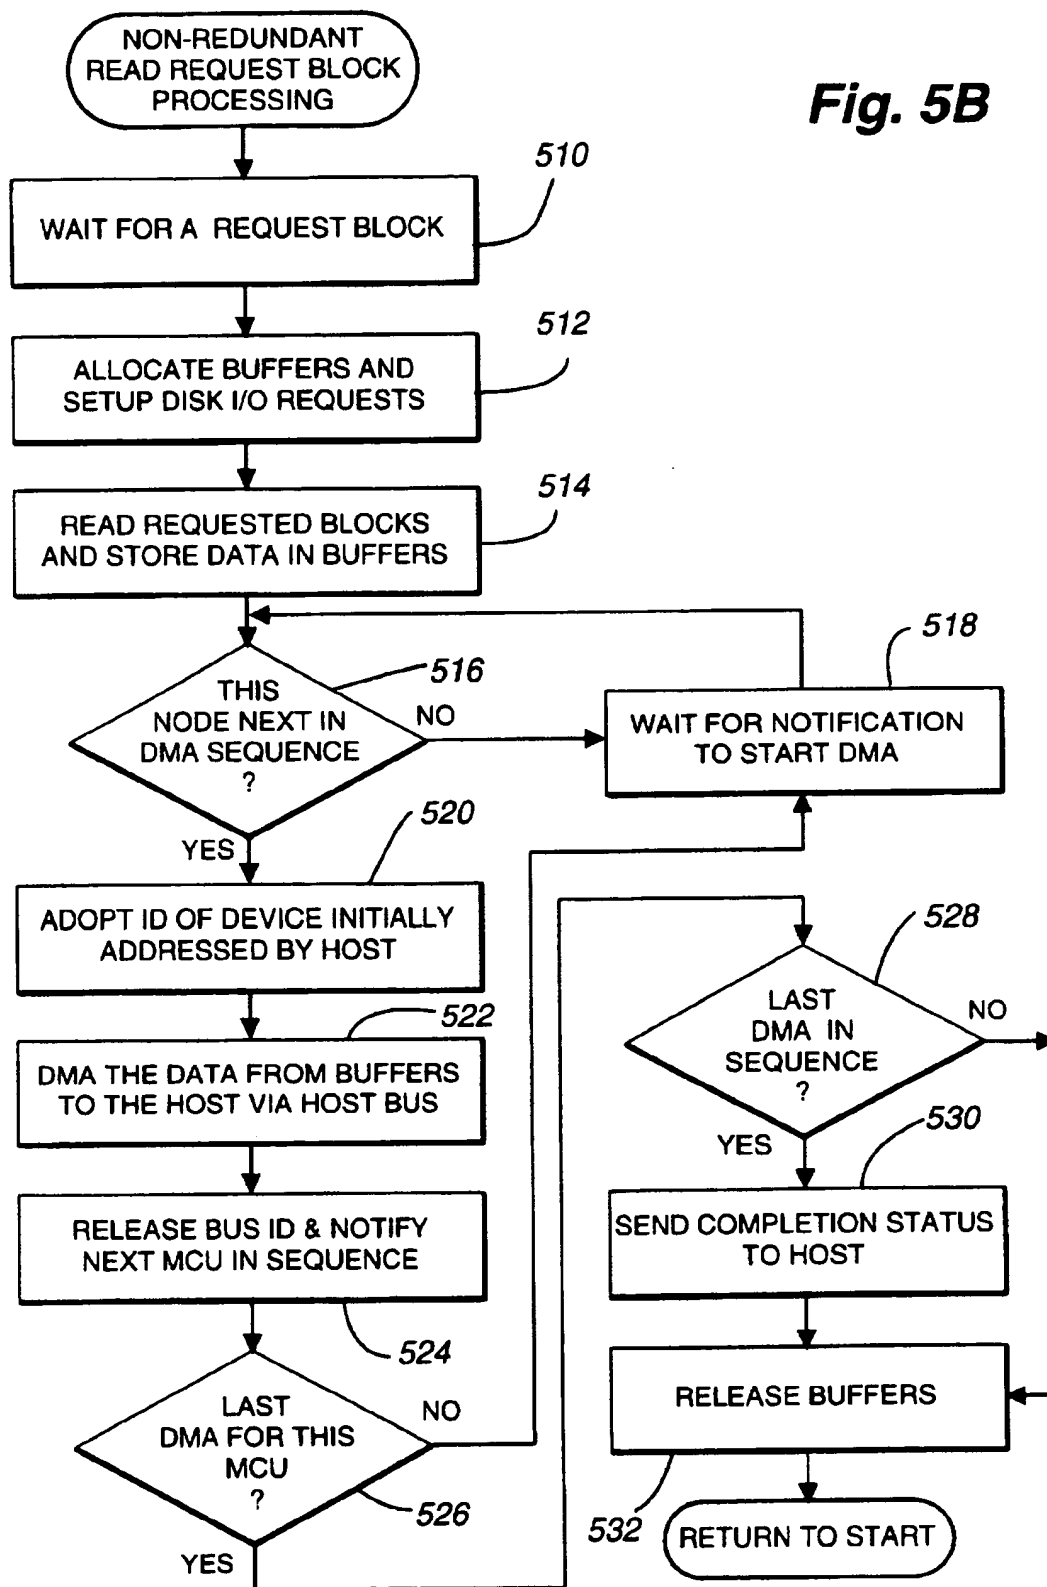 NON-REDUNDANT
READ REQUEST BLOCK
PROCESSING
Fig. 5B
510
WAIT FOR A REQUEST BLOCK
512
ALLOCATE BUFFERS AND
SETUP DISK I/O REQUESTS
514
READ REQUESTED BLOCKS
AND STORE DATA IN BUFFERS
516
THIS
NODE NEXT IN
DMA SEQUENCE
?
NO
518
WAIT FOR NOTIFICATION
TO START DMA
YES
520
ADOPT ID OF DEVICE INITIALLY
ADDRESSED BY HOST
522
DMA THE DATA FROM BUFFERS
TO THE HOST VIA HOST BUS
RELEASE BUS ID & NOTIFY
NEXT MCU IN SEQUENCE
524
LAST
DMA FOR THIS
MCU
?
NO
526
YES
528
LAST
DMA IN
SEQUENCE
?
NO
YES
530
SEND COMPLETION STATUS
TO HOST
RELEASE BUFFERS
532
RETURN TO START